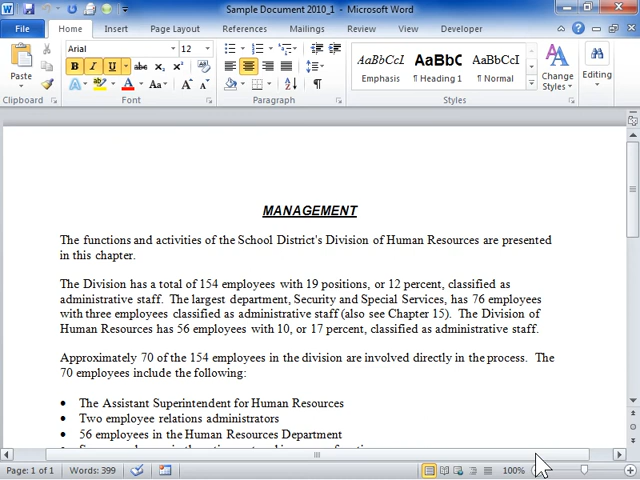 Sample Document 2010_1 - Microsoft Word
File Home Insert Page Layout References Mailings Review View Developer
Paste
Arial 12
B I U abc x₂ x²
A ab A Aa A A
AaBbCcI AaBbC AaBbCcI
Emphasis ¶ Heading 1 ¶ Normal
Change
Styles
Editing
Clipboard Font Paragraph Styles
MANAGEMENT
The functions and activities of the School District's Division of Human Resources are presented
in this chapter.
The Division has a total of 154 employees with 19 positions, or 12 percent, classified as
administrative staff. The largest department, Security and Special Services, has 76 employees
with three employees classified as administrative staff (also see Chapter 15). The Division of
Human Resources has 56 employees with 10, or 17 percent, classified as administrative staff.
Approximately 70 of the 154 employees in the division are involved directly in the process. The
70 employees include the following:
• The Assistant Superintendent for Human Resources
• Two employee relations administrators
• 56 employees in the Human Resources Department
Page: 1 of 1 Words: 399 100%